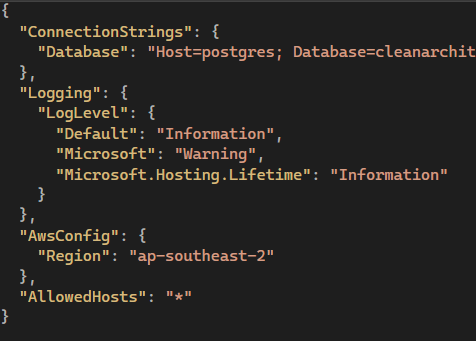 {
  "ConnectionStrings": {
    "Database": "Host=postgres; Database=cleanarchit
  },
  "Logging": {
    "LogLevel": {
      "Default": "Information",
      "Microsoft": "Warning",
      "Microsoft.Hosting.Lifetime": "Information"
    }
  },
  "AwsConfig": {
    "Region": "ap-southeast-2"
  },
  "AllowedHosts": "*"
}